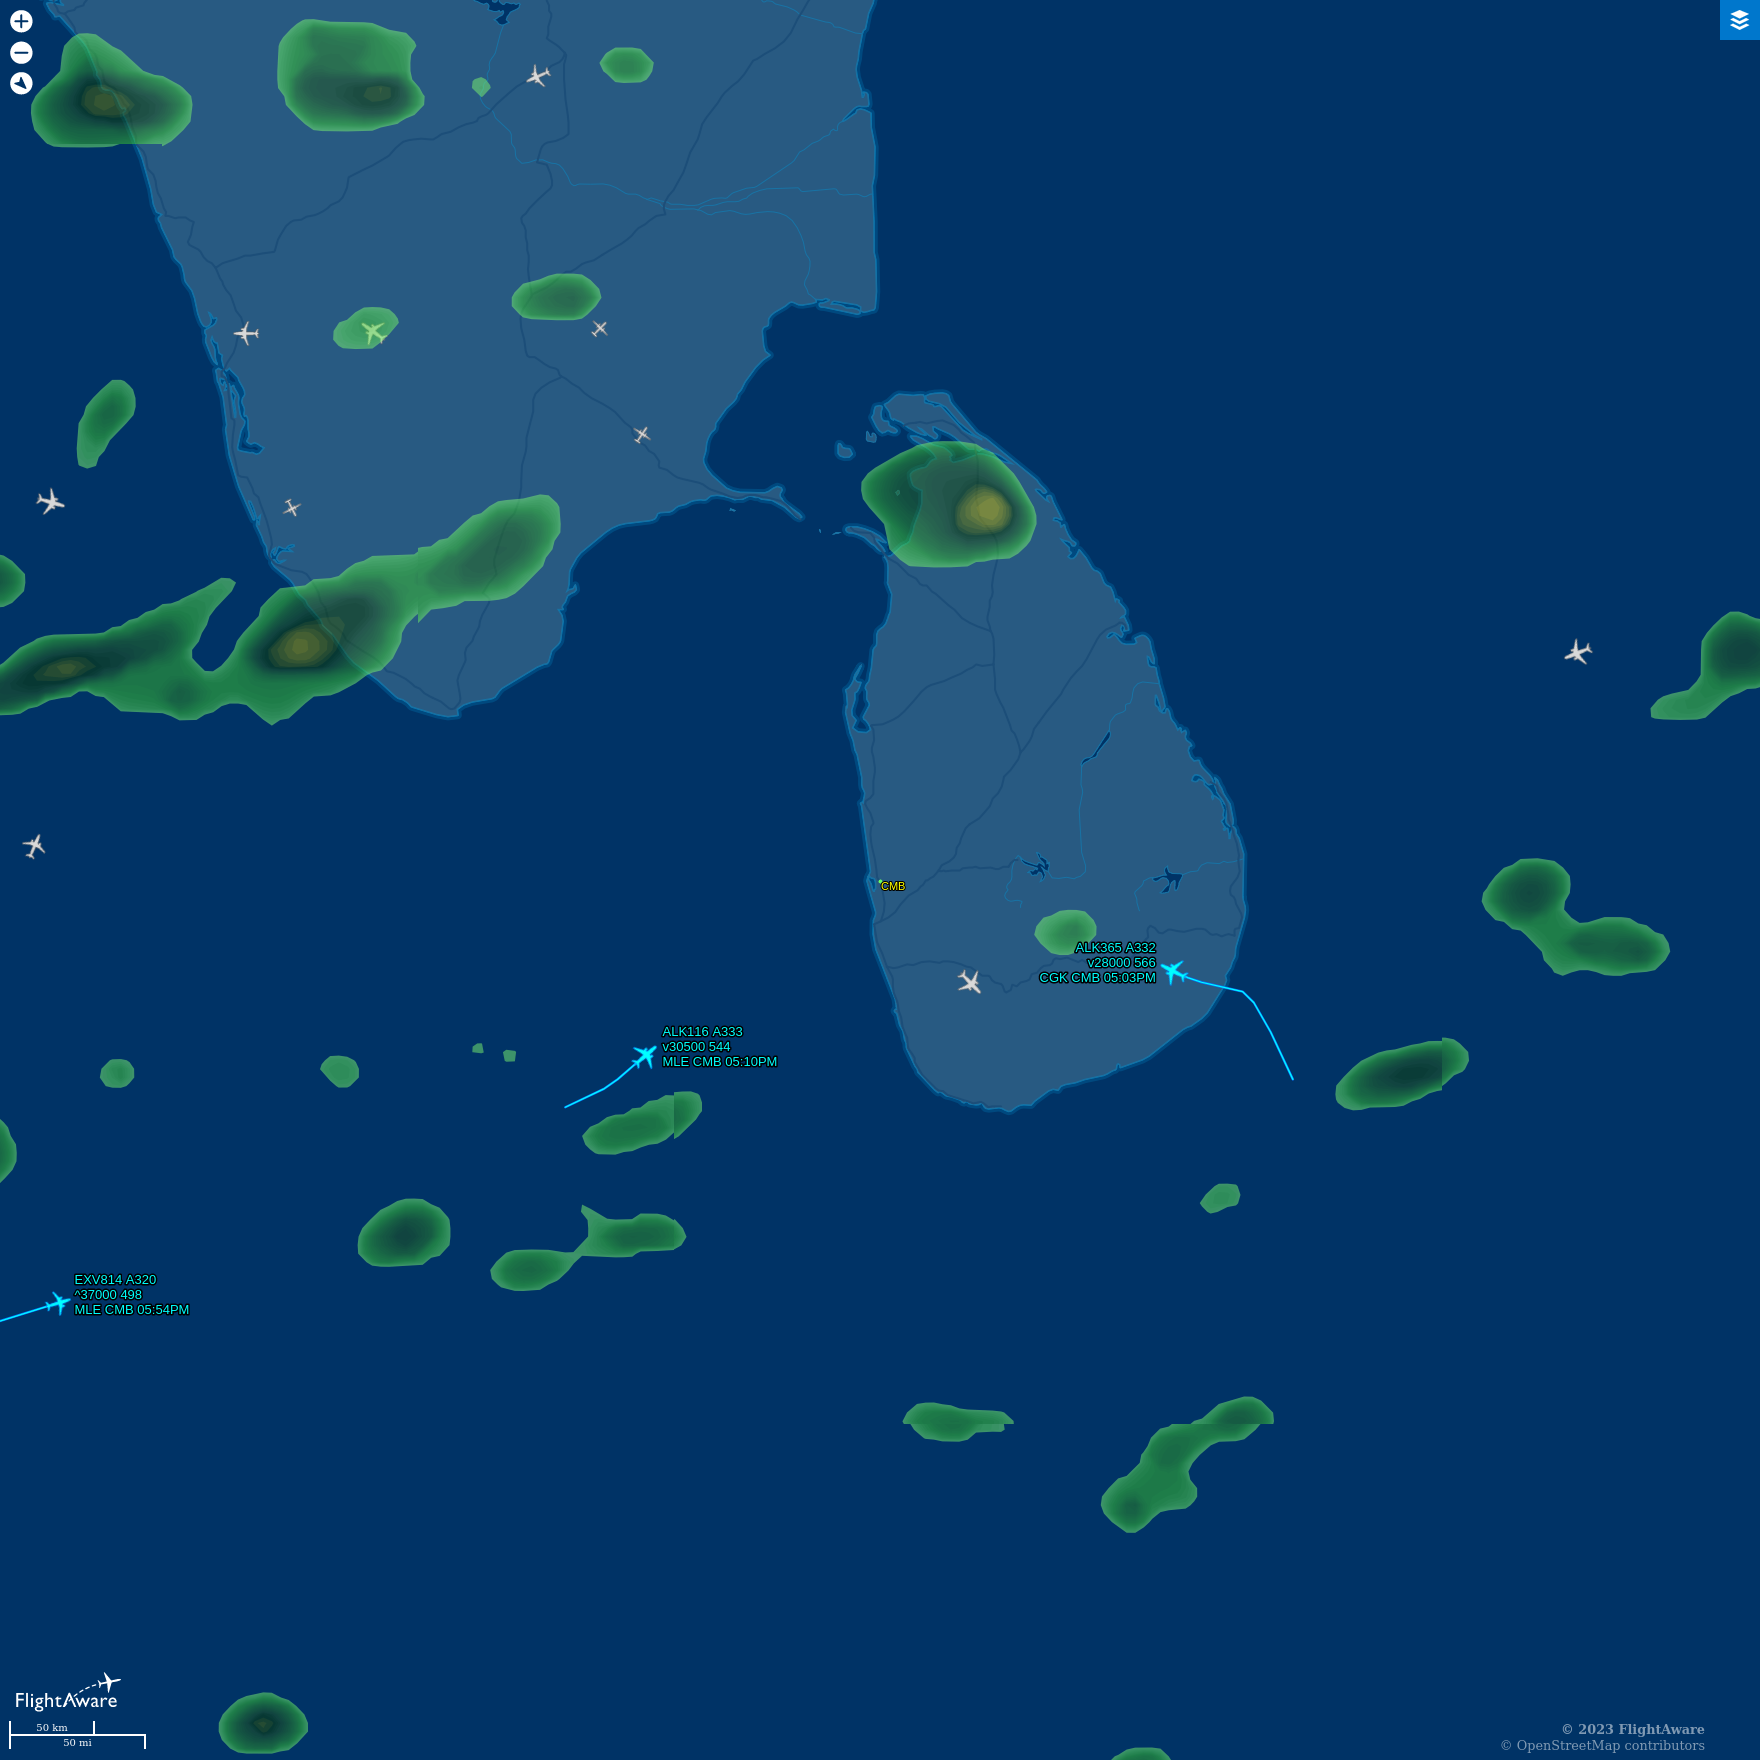 CMB
ALK365 A332
v28000 566
CGK CMB 05:03PM
ALK116 A333
v30500 544
MLE CMB 05:10PM
EXV814 A320
^37000 498
MLE CMB 05:54PM
FlightAware
50 km
50 mi
© 2023 FlightAware
© OpenStreetMap contributors